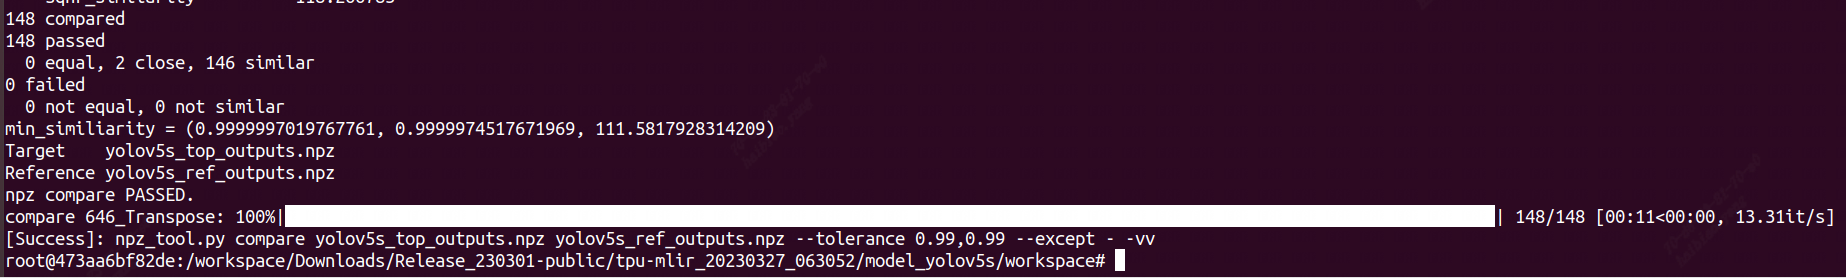 148 compared
148 passed
  0 equal, 2 close, 146 similar
0 failed
  0 not equal, 0 not similar
min_similiarity = (0.9999997019767761, 0.9999974517671969, 111.5817928314209)
Target    yolov5s_top_outputs.npz
Reference yolov5s_ref_outputs.npz
npz compare PASSED.
compare 646_Transpose: 100%|| 148/148 [00:11<00:00, 13.31it/s]
[Success]: npz_tool.py compare yolov5s_top_outputs.npz yolov5s_ref_outputs.npz --tolerance 0.99,0.99 --except - -vv
root@473aa6bf82de:/workspace/Downloads/Release_230301-public/tpu-mlir_20230327_063052/model_yolov5s/workspace#